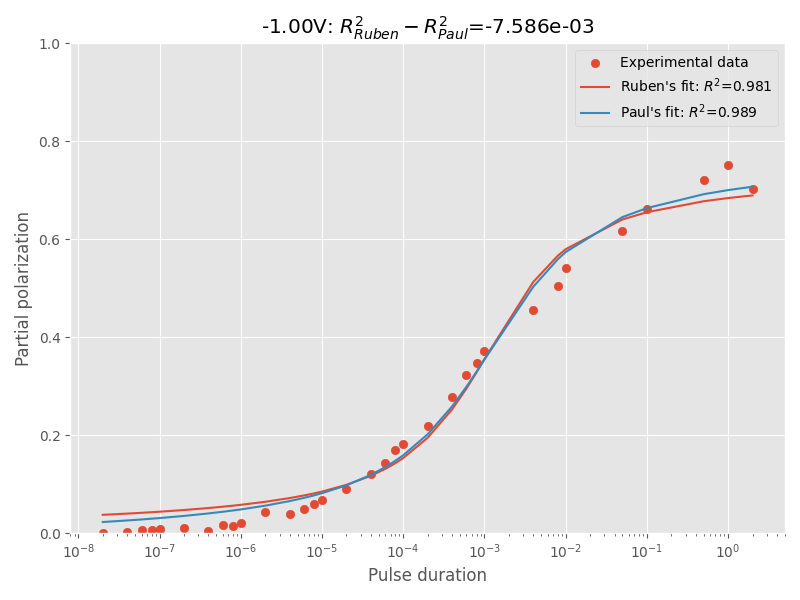 -1.00V: $R^2_{Ruben} - R^2_{Paul}$=-7.586e-03
Experimental data
Ruben's fit: $R^2$=0.981
Paul's fit: $R^2$=0.989
Partial polarization
1.0
0.8
0.6
0.4
0.2
0.0
$10^{-8}$ $10^{-7}$ $10^{-6}$ $10^{-5}$ $10^{-4}$ $10^{-3}$ $10^{-2}$ $10^{-1}$ $10^{0}$
Pulse duration